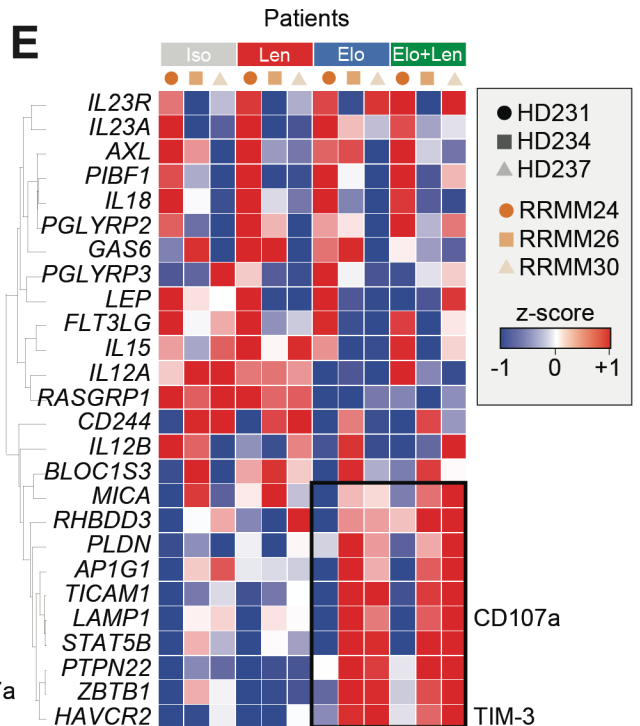 E
Patients
Iso Len Elo Elo+Len
IL23R
IL23A
AXL
PIBF1
IL18
PGLYRP2
GAS6
PGLYRP3
LEP
FLT3LG
IL15
IL12A
RASGRP1
CD244
IL12B
BLOC1S3
MICA
RHBDD3
PLDN
AP1G1
TICAM1
LAMP1
STAT5B
PTPN22
ZBTB1
HAVCR2
HD231
HD234
HD237
RRMM24
RRMM26
RRMM30
z-score
-1 0 +1
CD107a
TIM-3
7a